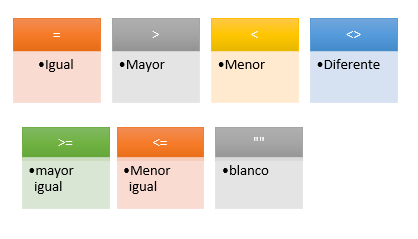 =
•Igual
>
•Mayor
<
•Menor
<>
•Diferente
>=
•mayor
igual
<=
•Menor
igual
""
•blanco